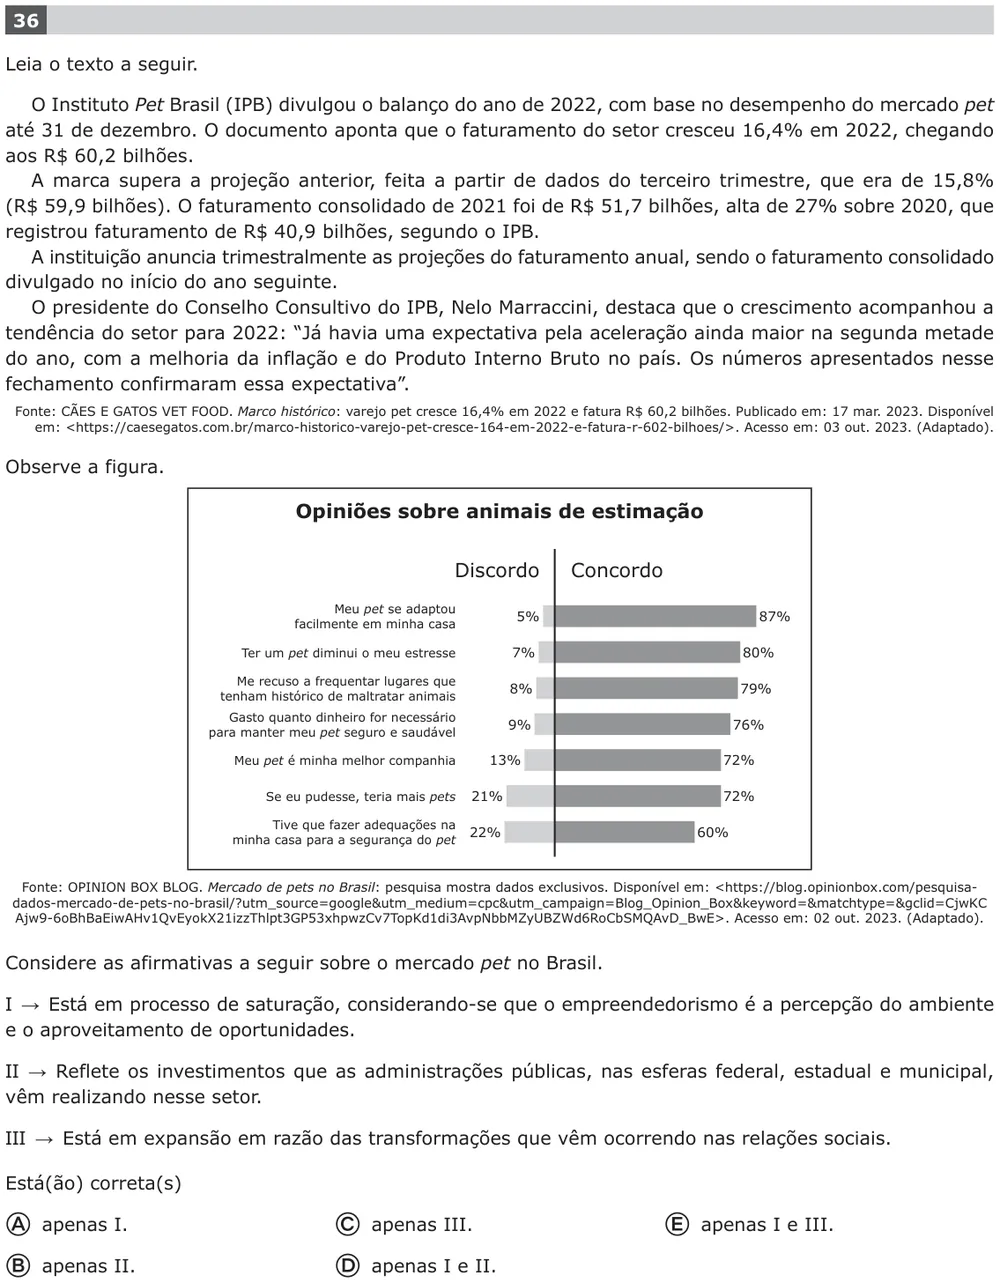 36
Leia o texto a seguir.
O Instituto Pet Brasil (IPB) divulgou o balanço do ano de 2022, com base no desempenho do mercado pet
até 31 de dezembro. O documento aponta que o faturamento do setor cresceu 16,4% em 2022, chegando
aos R$ 60,2 bilhões.
A marca supera a projeção anterior, feita a partir de dados do terceiro trimestre, que era de 15,8%
(R$ 59,9 bilhões). O faturamento consolidado de 2021 foi de R$ 51,7 bilhões, alta de 27% sobre 2020, que
registrou faturamento de R$ 40,9 bilhões, segundo o IPB.
A instituição anuncia trimestralmente as projeções do faturamento anual, sendo o faturamento consolidado
divulgado no início do ano seguinte.
O presidente do Conselho Consultivo do IPB, Nelo Marraccini, destaca que o crescimento acompanhou a
tendência do setor para 2022: “Já havia uma expectativa pela aceleração ainda maior na segunda metade
do ano, com a melhoria da inflação e do Produto Interno Bruto no país. Os números apresentados nesse
fechamento confirmaram essa expectativa”.
Fonte: CÃES E GATOS VET FOOD. Marco histórico: varejo pet cresce 16,4% em 2022 e fatura R$ 60,2 bilhões. Publicado em: 17 mar. 2023. Disponível
em: <https://caesegatos.com.br/marco-historico-varejo-pet-cresce-164-em-2022-e-fatura-r-602-bilhoes/>. Acesso em: 03 out. 2023. (Adaptado).
Observe a figura.
Opiniões sobre animais de estimação
Discordo Concordo
Meu pet se adaptou
facilmente em minha casa
5% 87%
Ter um pet diminui o meu estresse 7% 80%
Me recuso a frequentar lugares que
tenham histórico de maltratar animais
8% 79%
Gasto quanto dinheiro for necessário
para manter meu pet seguro e saudável
9% 76%
Meu pet é minha melhor companhia 13% 72%
Se eu pudesse, teria mais pets 21% 72%
Tive que fazer adequações na
minha casa para a segurança do pet
22% 60%
Fonte: OPINION BOX BLOG. Mercado de pets no Brasil: pesquisa mostra dados exclusivos. Disponível em: <https://blog.opinionbox.com/pesquisa-
dados-mercado-de-pets-no-brasil/?utm_source=google&utm_medium=cpc&utm_campaign=Blog_Opinion_Box&keyword=&matchtype=&gclid=CjwKC
Ajw9-6oBhBaEiwAHv1QvEyokX21izzThlpt3GP53xhpwzCv7TopKd1di3AvpNbbMZyUBZWd6RoCbSMQAvD_BwE>. Acesso em: 02 out. 2023. (Adaptado).
Considere as afirmativas a seguir sobre o mercado pet no Brasil.
I → Está em processo de saturação, considerando-se que o empreendedorismo é a percepção do ambiente
e o aproveitamento de oportunidades.
II → Reflete os investimentos que as administrações públicas, nas esferas federal, estadual e municipal,
vêm realizando nesse setor.
III → Está em expansão em razão das transformações que vêm ocorrendo nas relações sociais.
Está(ão) correta(s)
A apenas I.
B apenas II.
C apenas III.
D apenas I e II.
E apenas I e III.